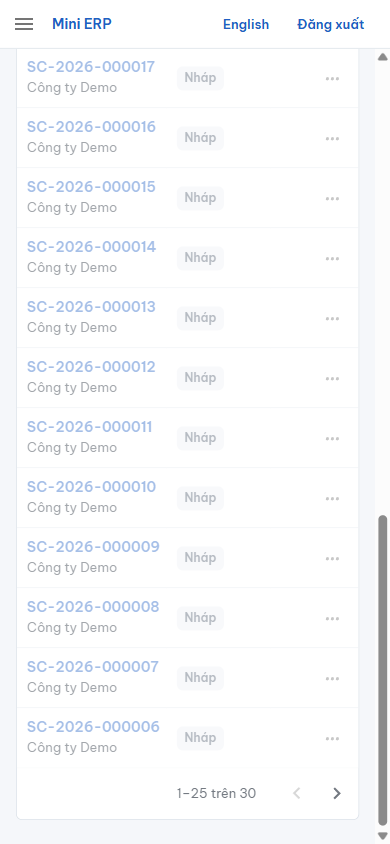 Mini ERP English Đăng xuất
SC-2026-000017
Công ty Demo
Nháp
SC-2026-000016
Công ty Demo
Nháp
SC-2026-000015
Công ty Demo
Nháp
SC-2026-000014
Công ty Demo
Nháp
SC-2026-000013
Công ty Demo
Nháp
SC-2026-000012
Công ty Demo
Nháp
SC-2026-000011
Công ty Demo
Nháp
SC-2026-000010
Công ty Demo
Nháp
SC-2026-000009
Công ty Demo
Nháp
SC-2026-000008
Công ty Demo
Nháp
SC-2026-000007
Công ty Demo
Nháp
SC-2026-000006
Công ty Demo
Nháp
1–25 trên 30